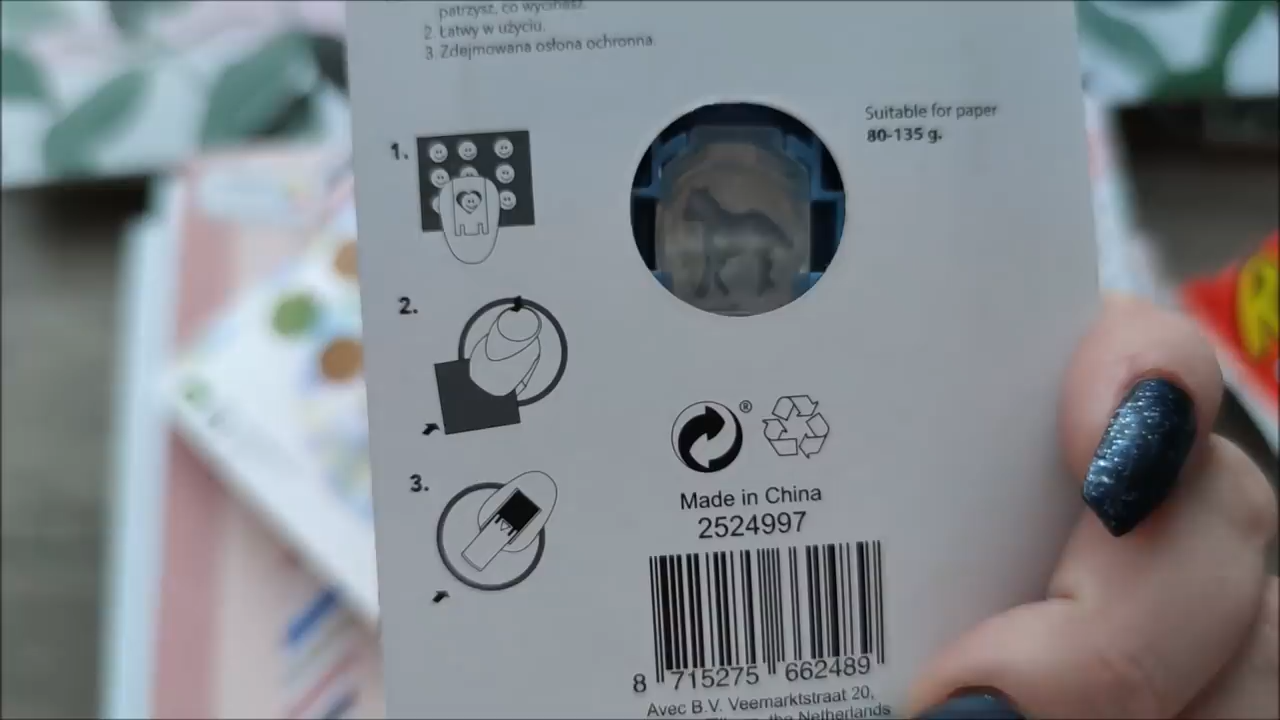 patrzysz, co wycinasz.
2. Łatwy w użyciu.
3. Zdejmowana osłona ochronna.
Suitable for paper
80-135 g.
1.
2.
3.
®
Made in China
2524997
8 715275 662489
Avec B.V. Veemarktstraat 20,
the Netherlands